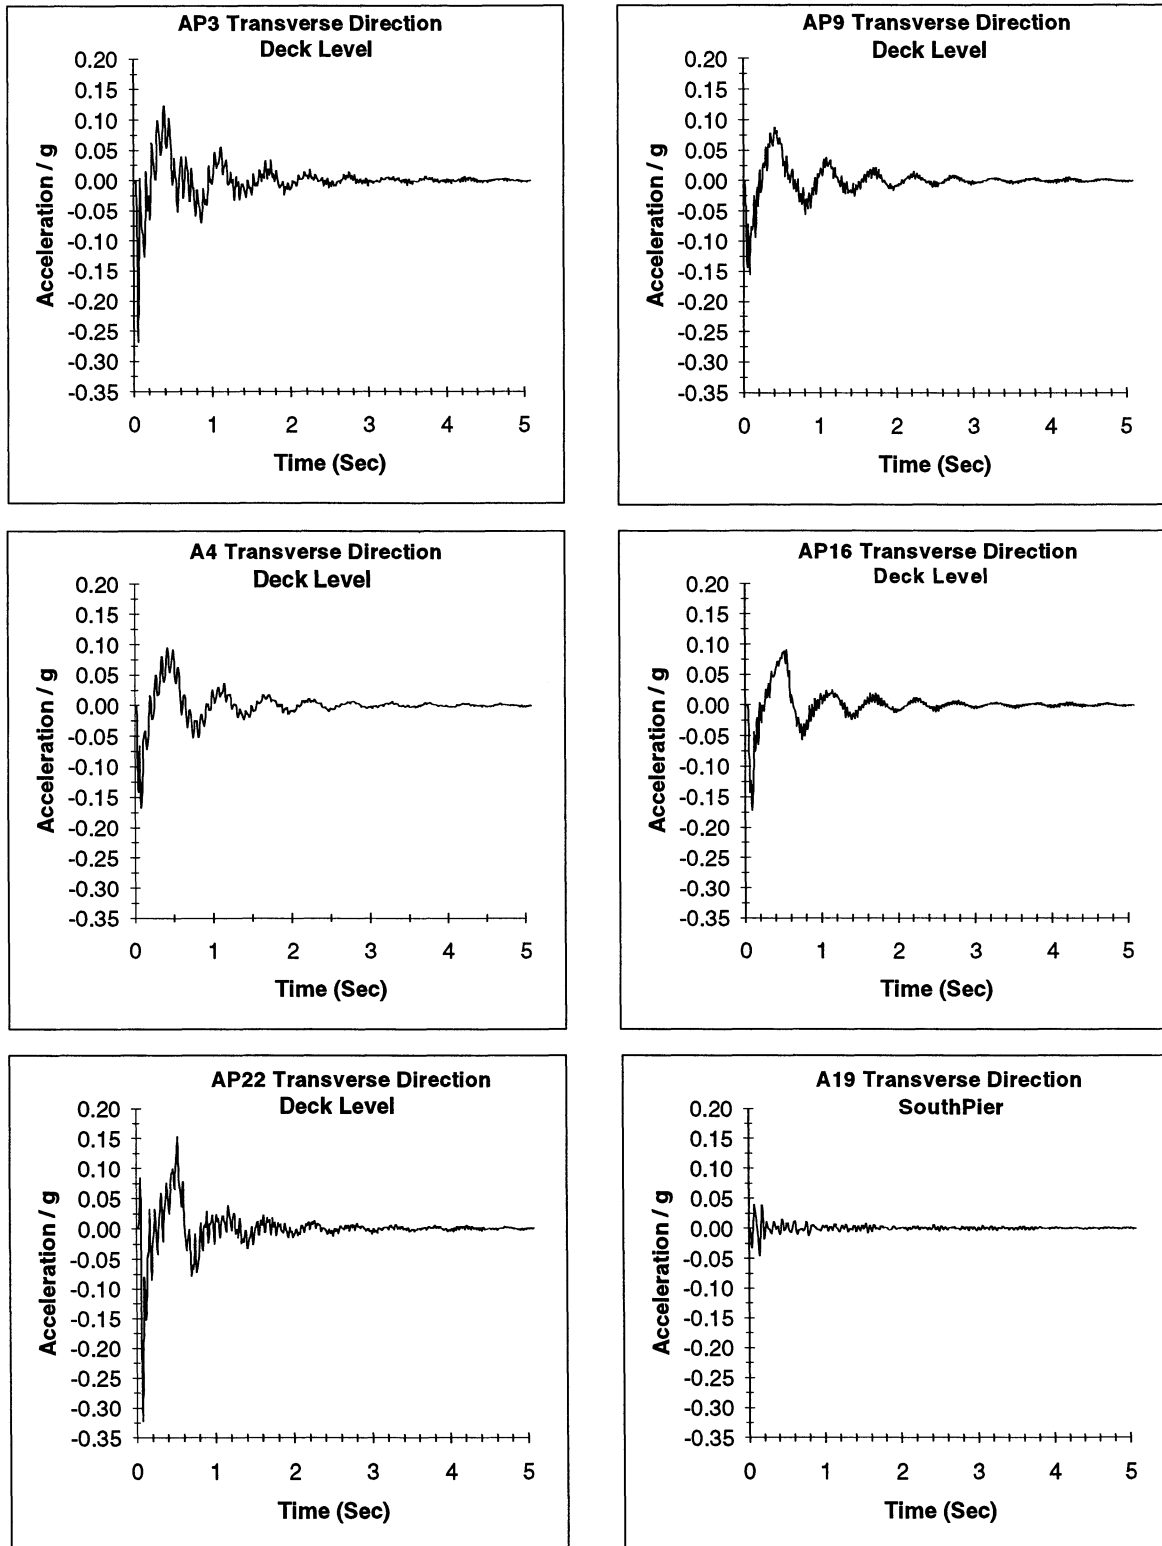 AP3 Transverse Direction
Deck Level
0.20
0.15
0.10
0.05
0.00
-0.05
-0.10
-0.15
-0.20
-0.25
-0.30
-0.35
Acceleration / g
0 1 2 3 4 5
Time (Sec)
AP9 Transverse Direction
Deck Level
0.20
0.15
0.10
0.05
0.00
-0.05
-0.10
-0.15
-0.20
-0.25
-0.30
-0.35
Acceleration / g
0 1 2 3 4 5
Time (Sec)
A4 Transverse Direction
Deck Level
0.20
0.15
0.10
0.05
0.00
-0.05
-0.10
-0.15
-0.20
-0.25
-0.30
-0.35
Acceleration / g
0 1 2 3 4 5
Time (Sec)
AP16 Transverse Direction
Deck Level
0.20
0.15
0.10
0.05
0.00
-0.05
-0.10
-0.15
-0.20
-0.25
-0.30
-0.35
Acceleration / g
0 1 2 3 4 5
Time (Sec)
AP22 Transverse Direction
Deck Level
0.20
0.15
0.10
0.05
0.00
-0.05
-0.10
-0.15
-0.20
-0.25
-0.30
-0.35
Acceleration / g
0 1 2 3 4 5
Time (Sec)
A19 Transverse Direction
SouthPier
0.20
0.15
0.10
0.05
0.00
-0.05
-0.10
-0.15
-0.20
-0.25
-0.30
-0.35
Acceleration / g
0 1 2 3 4 5
Time (Sec)